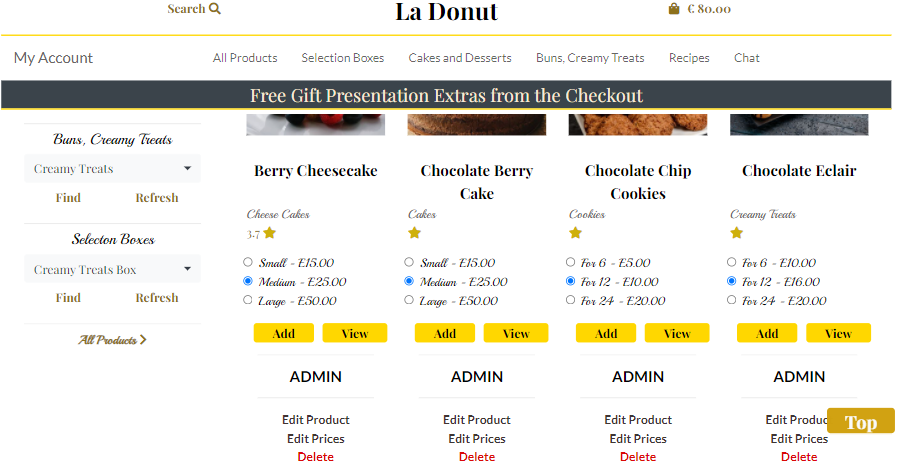 Search
La Donut
€ 80.00
My Account
All Products
Selection Boxes
Cakes and Desserts
Buns, Creamy Treats
Recipes
Chat
Free Gift Presentation Extras from the Checkout
Buns, Creamy Treats
Creamy Treats
Find
Refresh
Selecton Boxes
Creamy Treats Box
Find
Refresh
All Products
Berry Cheesecake
Cheese Cakes
3.7
Small - £15.00
Medium - £25.00
Large - £50.00
Add
View
ADMIN
Edit Product
Edit Prices
Delete
Chocolate Berry
Cake
Cakes
Small - £15.00
Medium - £25.00
Large - £50.00
Add
View
ADMIN
Edit Product
Edit Prices
Delete
Chocolate Chip
Cookies
Cookies
For 6 - £5.00
For 12 - £10.00
For 24 - £20.00
Add
View
ADMIN
Edit Product
Edit Prices
Delete
Chocolate Eclair
Creamy Treats
For 6 - £10.00
For 12 - £16.00
For 24 - £20.00
Add
View
ADMIN
Edit Product
Edit Prices
Delete
Top